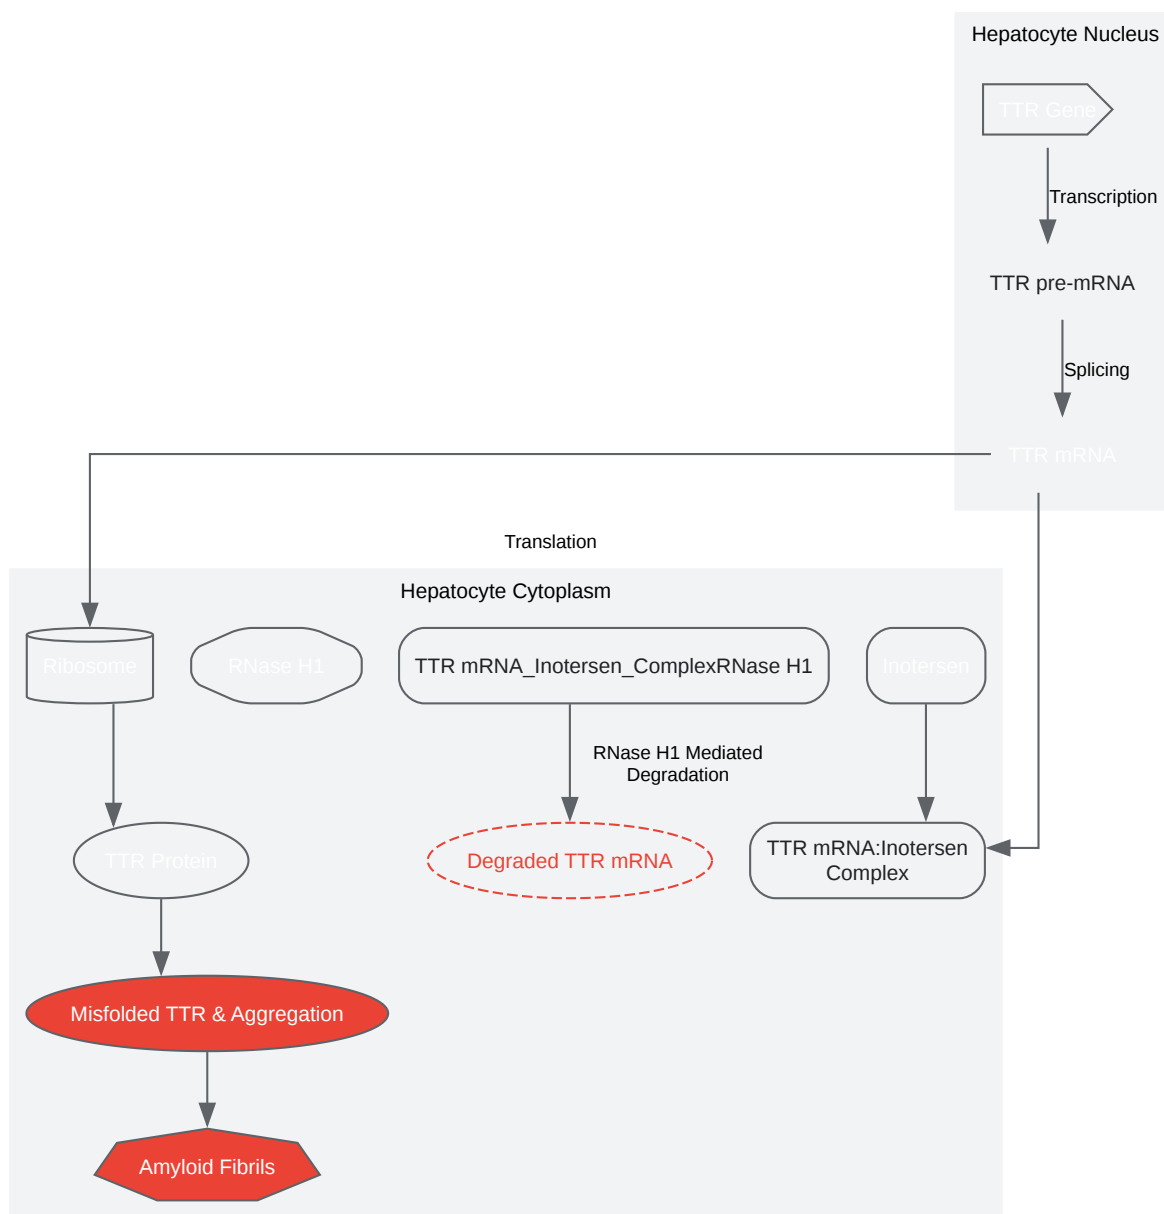 Hepatocyte Nucleus
TTR Gene
Transcription
TTR pre-mRNA
Splicing
TTR mRNA
Translation
Hepatocyte Cytoplasm
Ribosome
RNase H1
TTR mRNA_Inotersen_ComplexRNase H1
Inotersen
RNase H1 Mediated
Degradation
TTR Protein
Degraded TTR mRNA
TTR mRNA:Inotersen
Complex
Misfolded TTR & Aggregation
Amyloid Fibrils